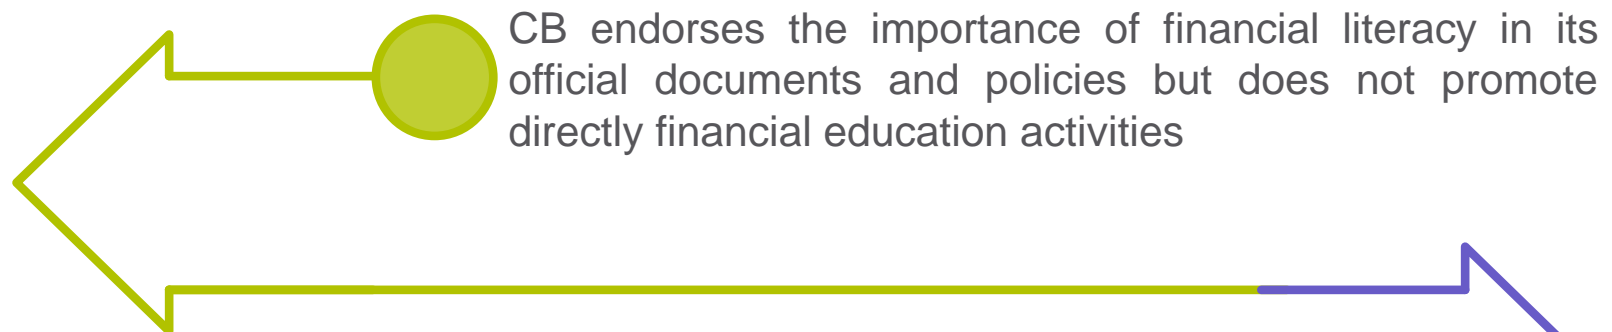 CB endorses the importance of financial literacy in its
official documents and policies but does not promote
directly financial education activities